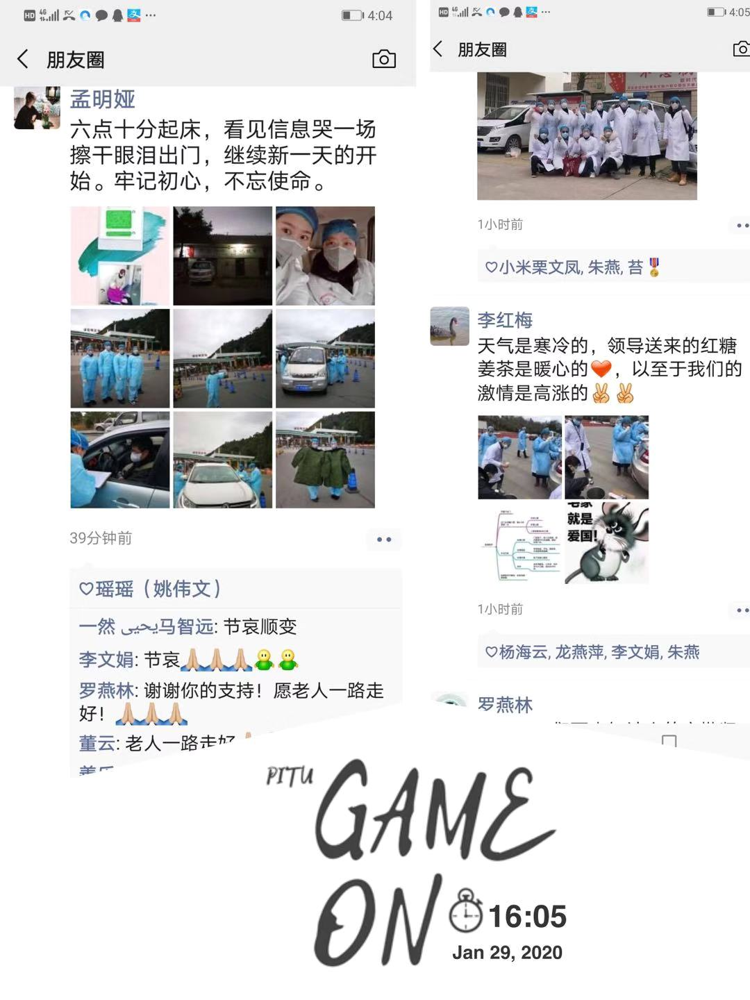 HD 4G 4:04
朋友圈
孟明娅
六点十分起床，看见信息哭一场
擦干眼泪出门，继续新一天的开
始。牢记初心，不忘使命。
39分钟前
瑶瑶（姚伟文）
一然 يحيى马智远: 节哀顺变
李文娟: 节哀🙏🙏🙏
罗燕林: 谢谢你的支持！愿老人一路走
好！🙏🙏🙏
董云: 老人一路走好
HD 4G 4:05
朋友圈
1小时前
小米栗文凤, 朱燕, 苔🎖
李红梅
天气是寒冷的，领导送来的红糖
姜茶是暖心的❤️，以至于我们的
激情是高涨的✌️✌️
就是
爱国！
1小时前
杨海云, 龙燕萍, 李文娟, 朱燕
罗燕林
PITU
GAME
ON
16:05
Jan 29, 2020